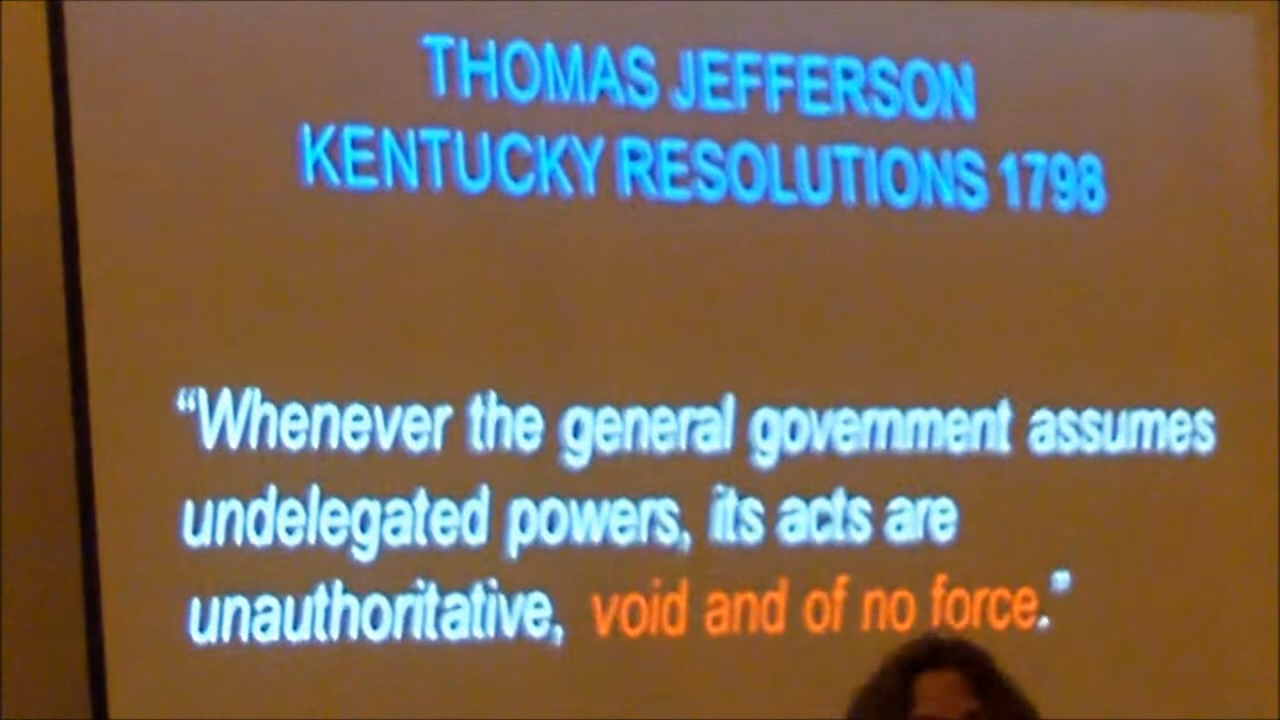 THOMAS JEFFERSON
KENTUCKY RESOLUTIONS 1798
“Whenever the general government assumes
undelegated powers, its acts are
unauthoritative, void and of no force.”